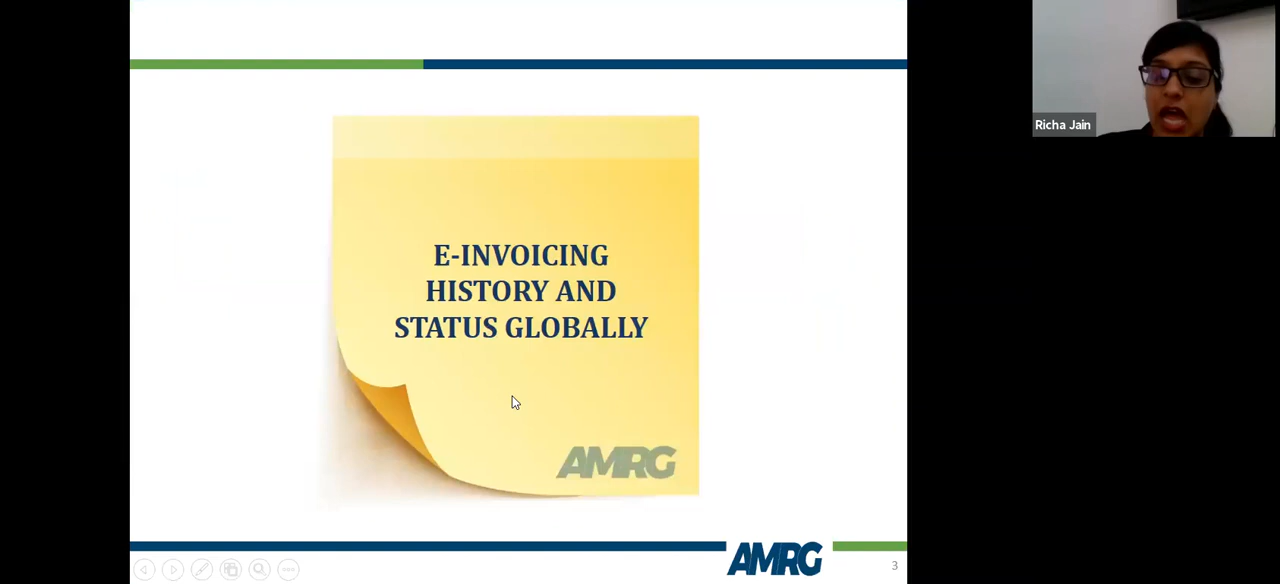 E-INVOICING
HISTORY AND
STATUS GLOBALLY
AMRG
AMRG
3
Richa Jain